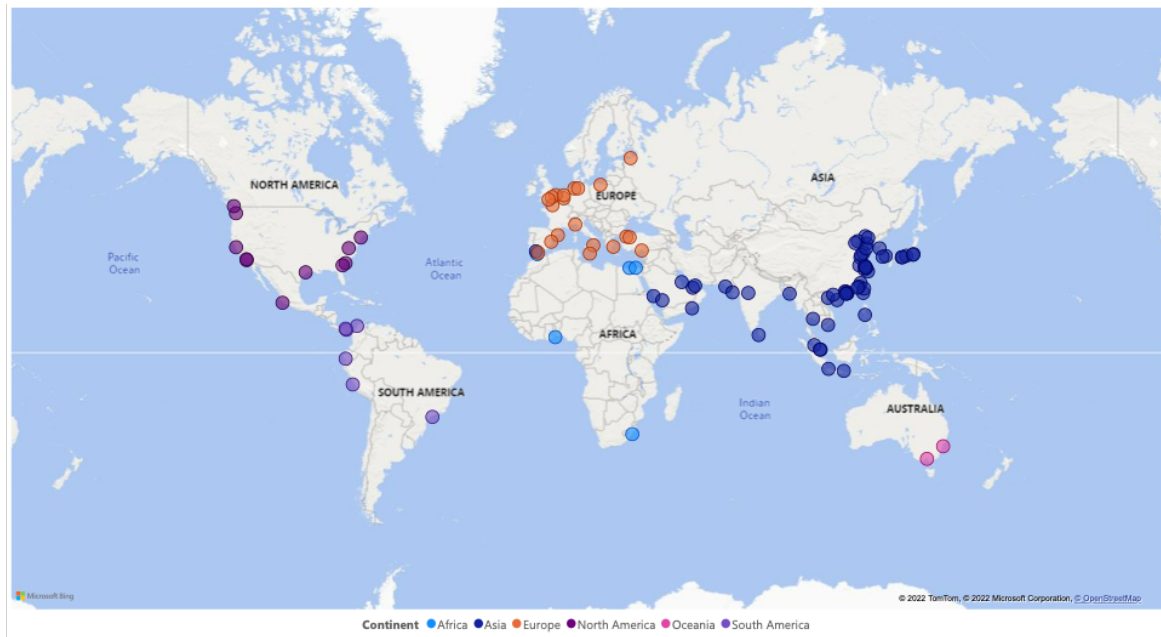 NORTH AMERICA
ASIA
EUROPE
Pacific
Ocean
Atlantic
Ocean
AFRICA
SOUTH AMERICA
Indian
Ocean
AUSTRALIA
Microsoft Bing
© 2022 TomTom, © 2022 Microsoft Corporation, © OpenStreetMap
Continent Africa Asia Europe North America Oceania South America